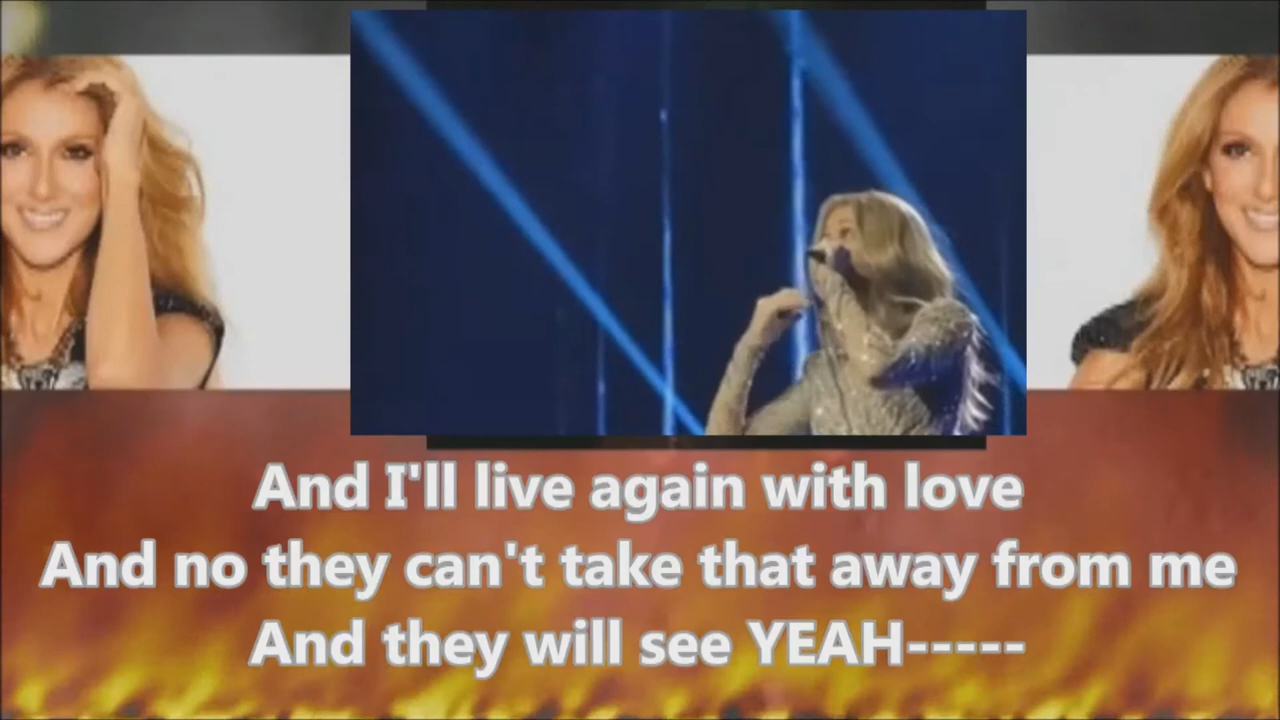 And I'll live again with love
And no they can't take that away from me
And they will see YEAH-----